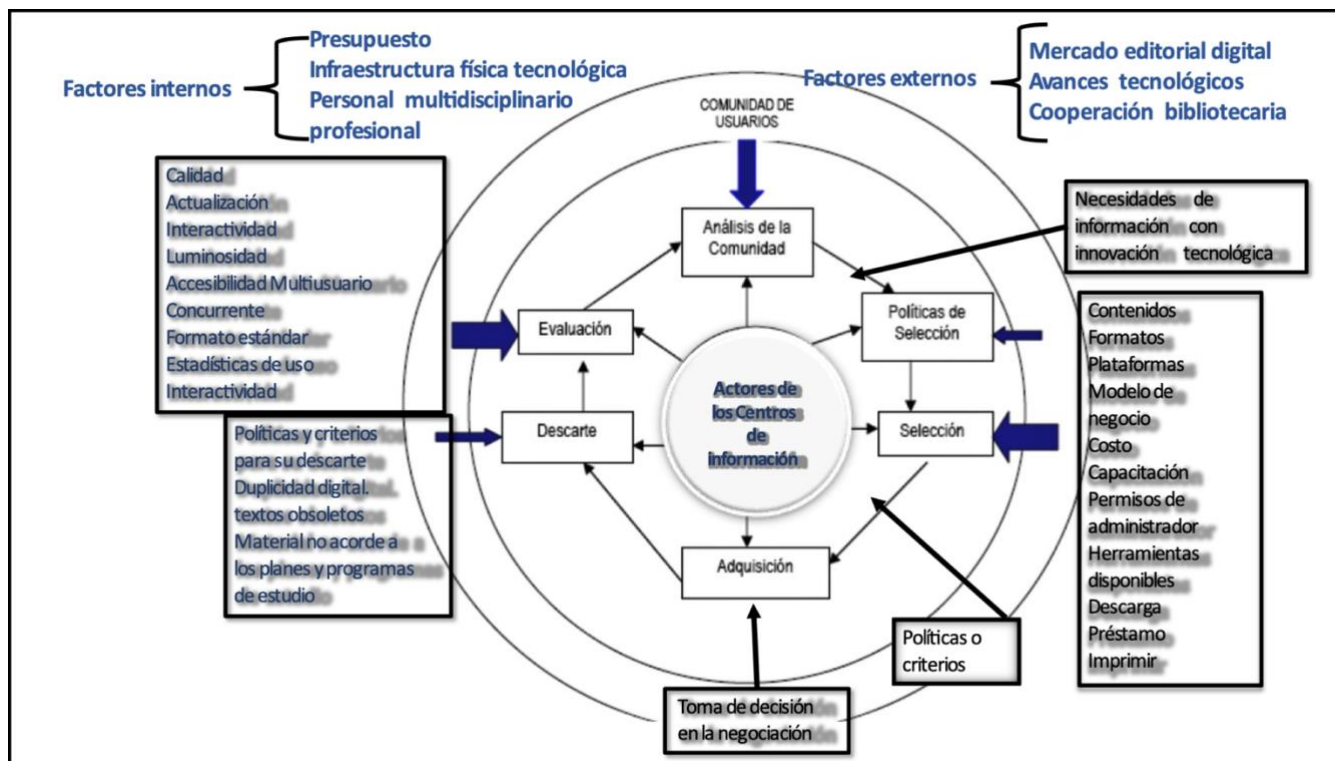 Factores internos
Presupuesto
Infraestructura física tecnológica
Personal multidisciplinario
profesional
Factores externos
Mercado editorial digital
Avances tecnológicos
Cooperación bibliotecaria
COMUNIDAD DE
USUARIOS
Calidad
Actualización
Interactividad
Luminosidad
Accesibilidad Multiusuario
Concurrente
Formato estándar
Estadísticas de uso
Interactividad
Análisis de la
Comunidad
Necesidades de
información con
innovación tecnológica
Evaluación
Políticas de
Selección
Contenidos
Formatos
Plataformas
Modelo de
negocio
Costo
Capacitación
Permisos de
administrador
Herramientas
disponibles
Descarga
Préstamo
Imprimir
Actores de
los Centros
de
información
Descarte
Selección
Políticas y criterios
para su descarte
Duplicidad digital.
textos obsoletos
Material no acorde a
los planes y programas
de estudio
Adquisición
Políticas o
criterios
Toma de decisión
en la negociación